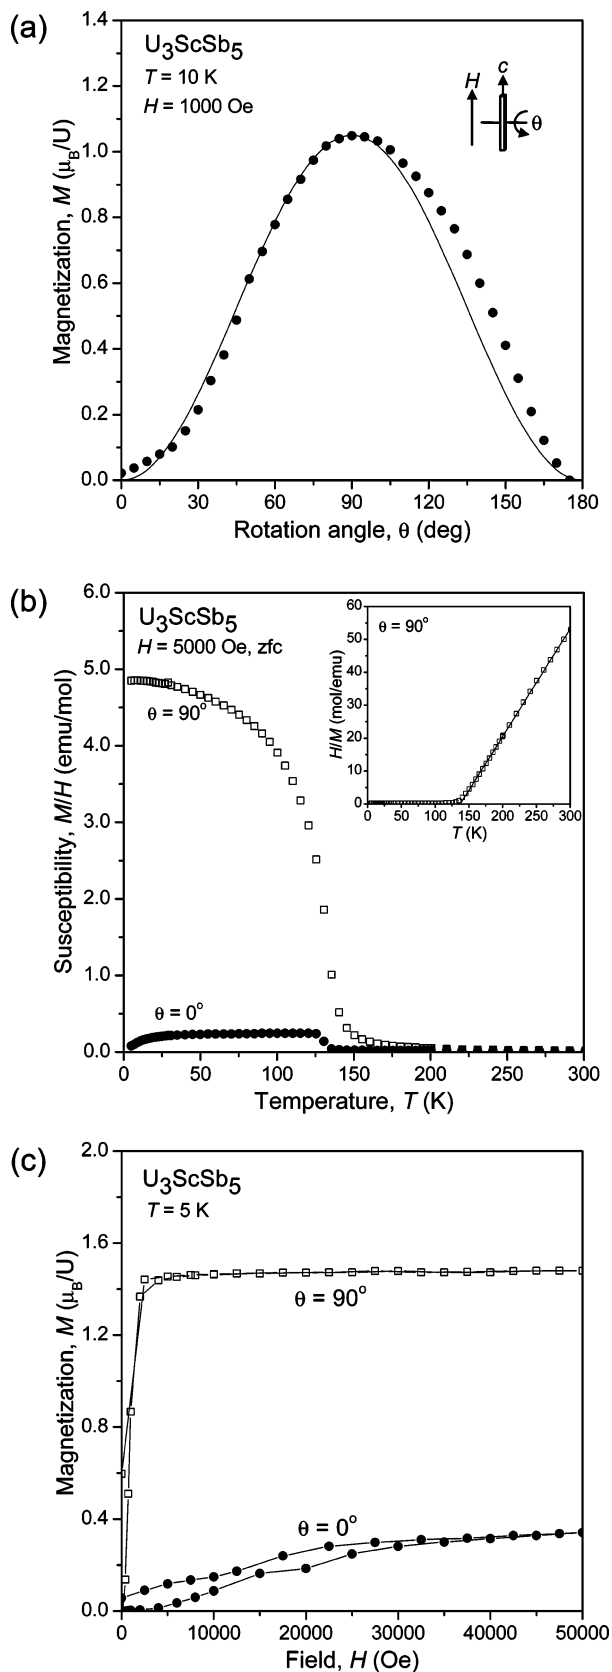 (a)
U₃ScSb₅
T = 10 K
H = 1000 Oe
H
c
θ
Magnetization, M (μ_B/U)
1.4
1.2
1.0
0.8
0.6
0.4
0.2
0.0
0 30 60 90 120 150 180
Rotation angle, θ (deg)
(b)
U₃ScSb₅
H = 5000 Oe, zfc
θ = 90°
θ = 0°
Susceptibility, M/H (emu/mol)
6.0
5.0
4.0
3.0
2.0
1.0
0.0
0 50 100 150 200 250 300
Temperature, T (K)
θ = 90°
H/M (mol/emu)
60
50
40
30
20
10
0
0 50 100 150 200 250 300
T (K)
(c)
U₃ScSb₅
T = 5 K
θ = 90°
θ = 0°
Magnetization, M (μ_B/U)
2.0
1.6
1.2
0.8
0.4
0.0
0 10000 20000 30000 40000 50000
Field, H (Oe)